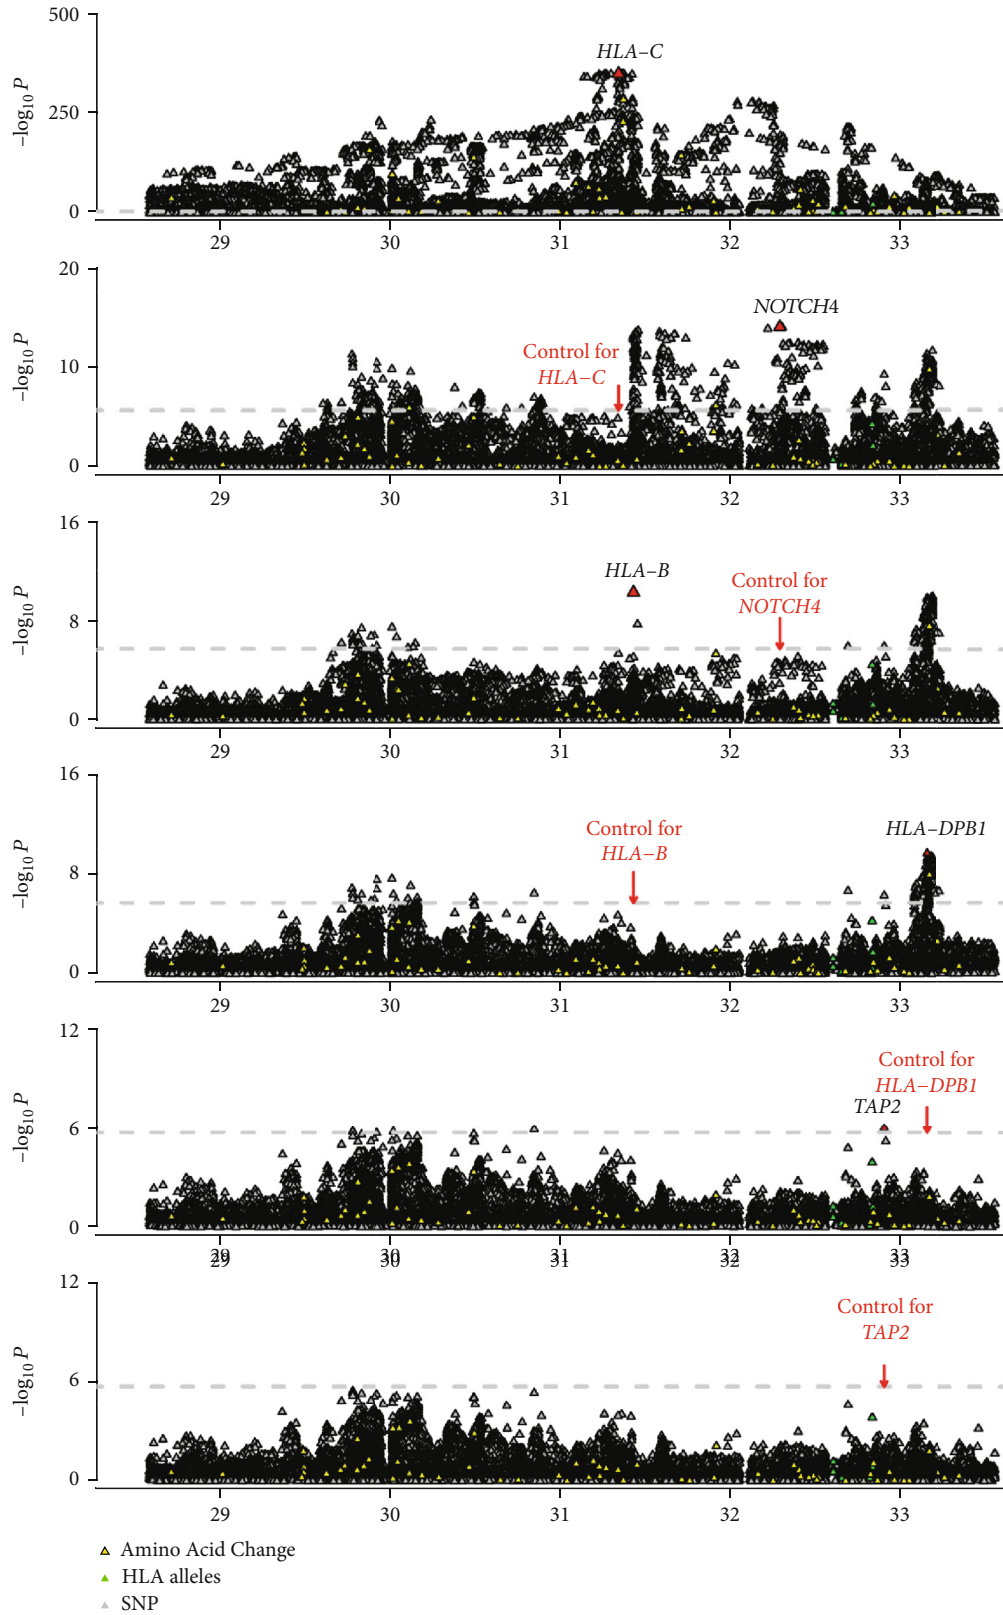 500
HLA–C
250
0
–log10 P
29 30 31 32 33
20
NOTCH4
Control for
HLA–C
10
0
–log10 P
29 30 31 32 33
16
HLA–B
Control for
NOTCH4
8
0
–log10 P
29 30 31 32 33
16
Control for
HLA–B
HLA–DPB1
8
0
–log10 P
29 30 31 32 33
12
Control for
HLA–DPB1
TAP2
6
0
–log10 P
29 30 31 32 33
12
Control for
TAP2
6
0
–log10 P
29 30 31 32 33
Amino Acid Change
HLA alleles
SNP